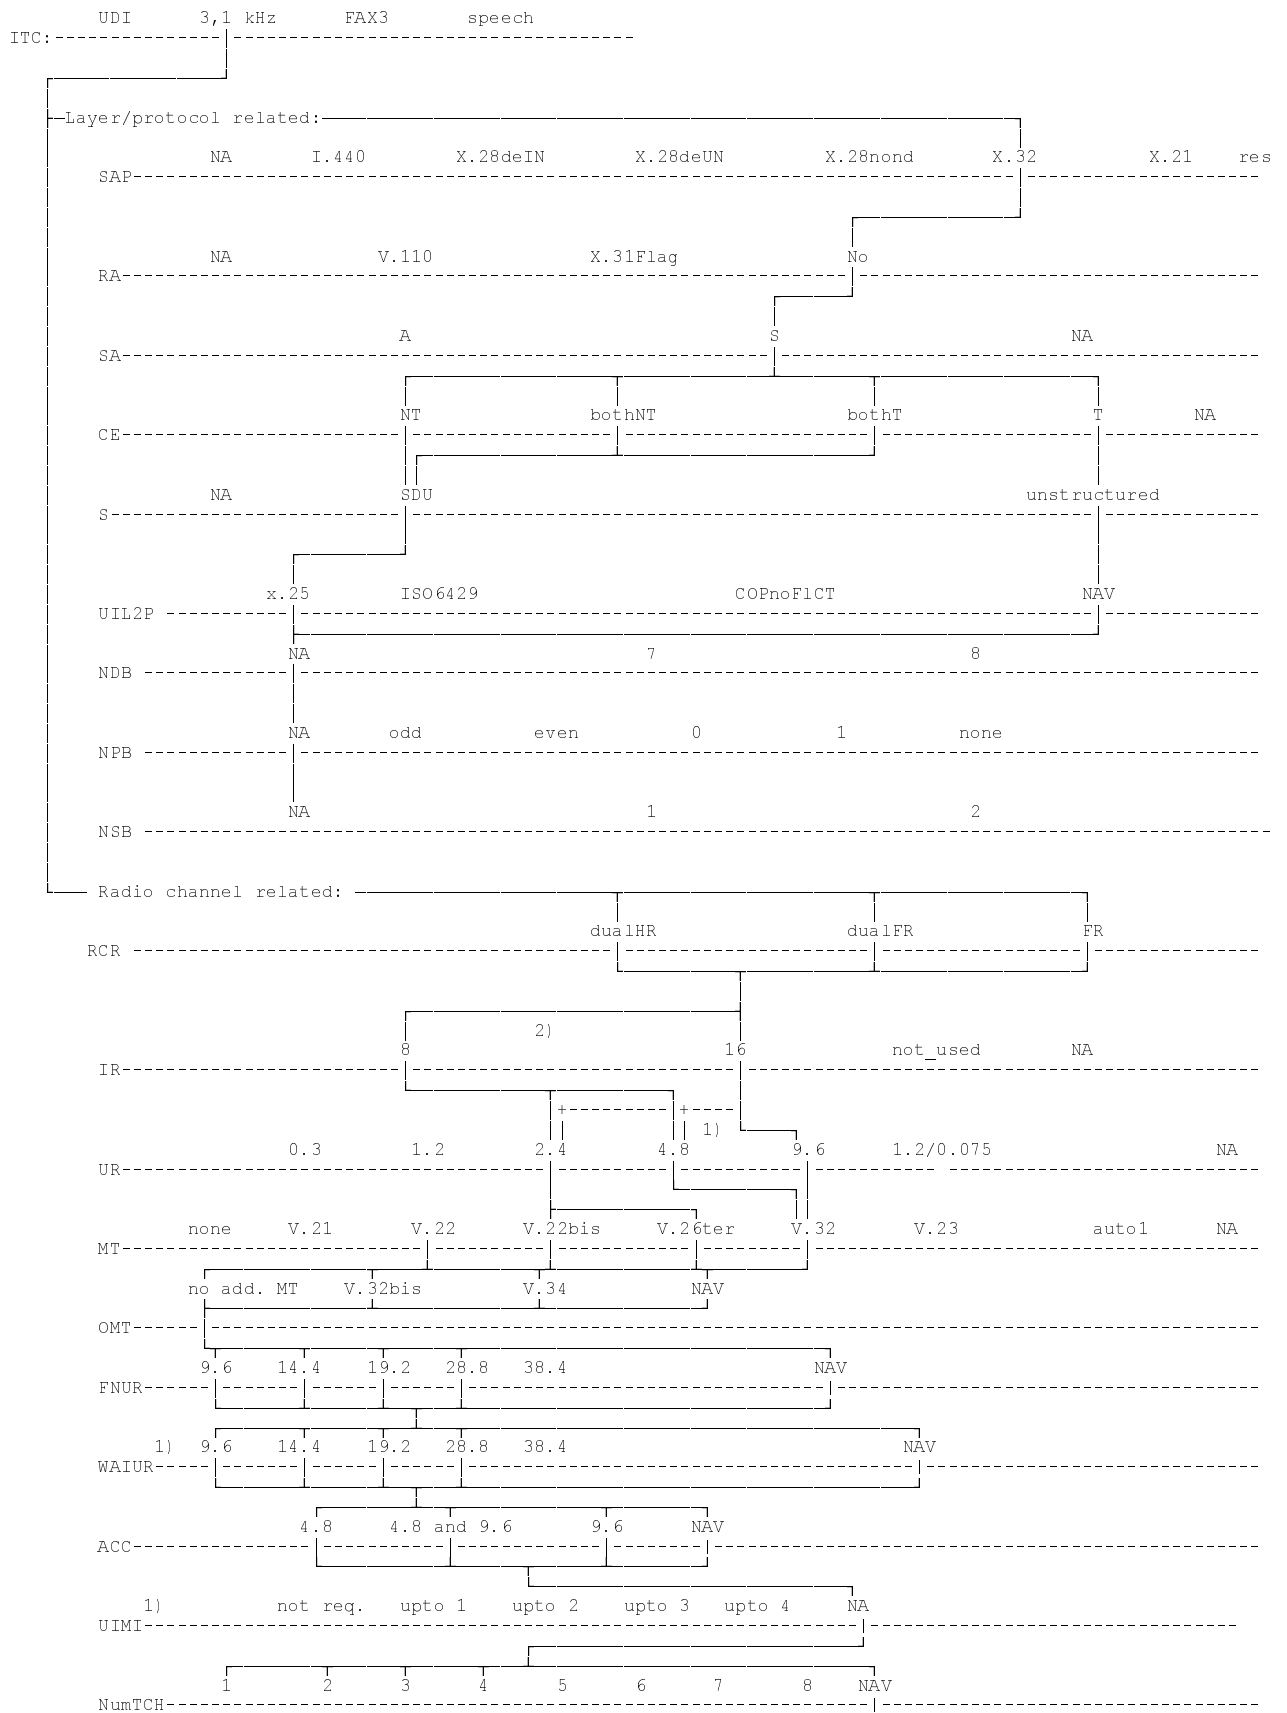 UDI 3,1 kHz FAX3 speech
ITC:
Layer/protocol related:
NA I.440 X.28deIN X.28deUN X.28nond X.32 X.21 res
SAP
NA V.110 X.31Flag No
RA
A S NA
SA
NT bothNT bothT T NA
CE
NA SDU unstructured
S
x.25 ISO6429 COPnoFlCT NAV
UIL2P
NA 7 8
NDB
NA odd even 0 1 none
NPB
NA 1 2
NSB
Radio channel related:
dualHR dualFR FR
RCR
2)
8 16 not_used NA
IR
1)
0.3 1.2 2.4 4.8 9.6 1.2/0.075 NA
UR
none V.21 V.22 V.22bis V.26ter V.32 V.23 auto1 NA
MT
no add. MT V.32bis V.34 NAV
OMT
9.6 14.4 19.2 28.8 38.4 NAV
FNUR
1) 9.6 14.4 19.2 28.8 38.4 NAV
WAIUR
4.8 4.8 and 9.6 9.6 NAV
ACC
1) not req. upto 1 upto 2 upto 3 upto 4 NA
UIMI
1 2 3 4 5 6 7 8 NAV
NumTCH